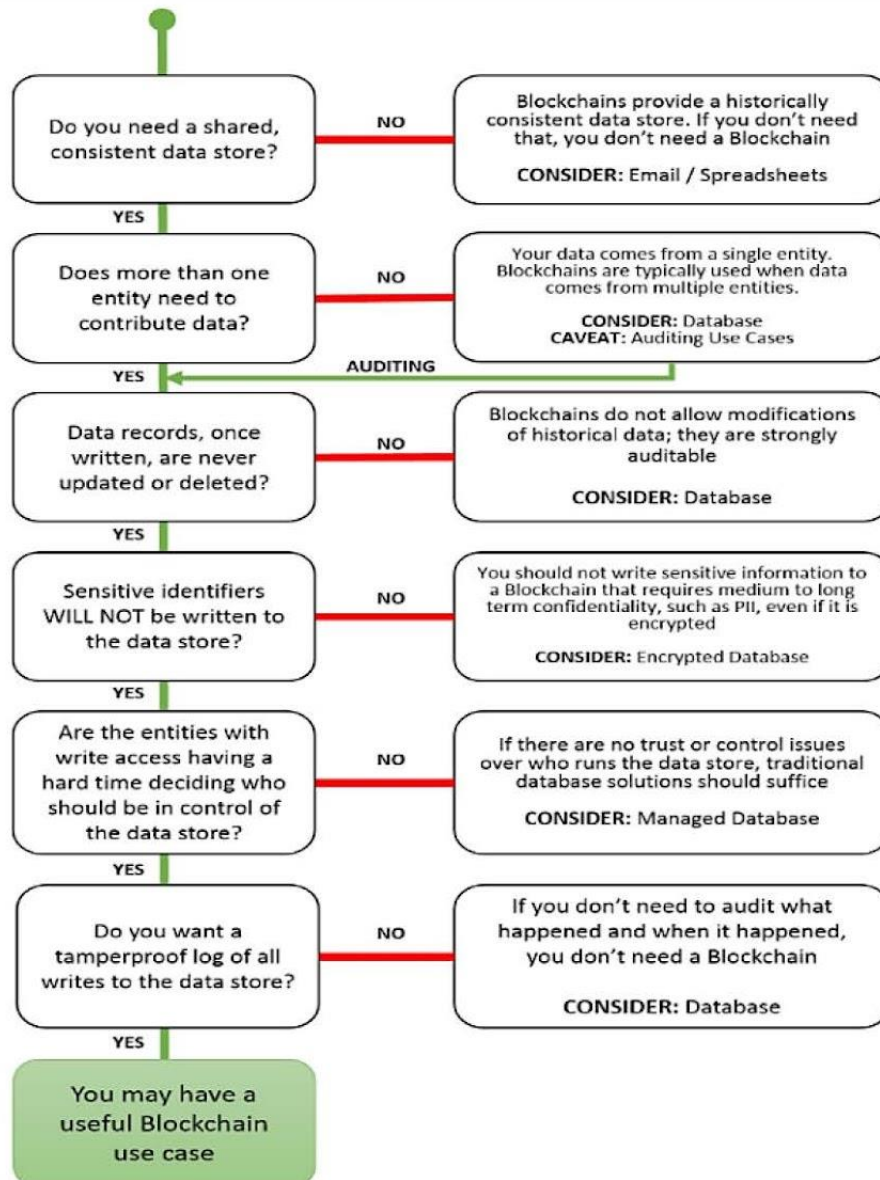 Do you need a shared,
consistent data store?
NO
Blockchains provide a historically
consistent data store. If you don't need
that, you don't need a Blockchain
CONSIDER: Email / Spreadsheets
YES
Does more than one
entity need to
contribute data?
NO
Your data comes from a single entity.
Blockchains are typically used when data
comes from multiple entities.
CONSIDER: Database
CAVEAT: Auditing Use Cases
AUDITING
YES
Data records, once
written, are never
updated or deleted?
NO
Blockchains do not allow modifications
of historical data; they are strongly
auditable
CONSIDER: Database
YES
Sensitive identifiers
WILL NOT be written to
the data store?
NO
You should not write sensitive information to
a Blockchain that requires medium to long
term confidentiality, such as PII, even if it is
encrypted
CONSIDER: Encrypted Database
YES
Are the entities with
write access having a
hard time deciding who
should be in control of
the data store?
NO
If there are no trust or control issues
over who runs the data store, traditional
database solutions should suffice
CONSIDER: Managed Database
YES
Do you want a
tamperproof log of all
writes to the data store?
NO
If you don't need to audit what
happened and when it happened,
you don't need a Blockchain
CONSIDER: Database
YES
You may have a
useful Blockchain
use case